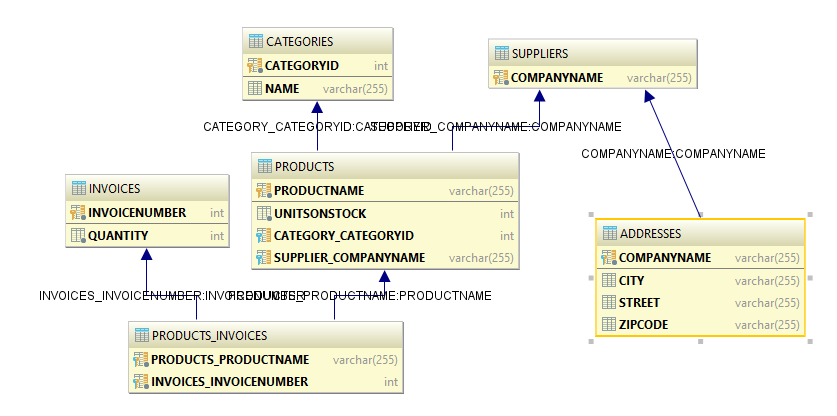 CATEGORIES
CATEGORYID int
NAME varchar(255)
SUPPLIERS
COMPANYNAME varchar(255)
CATEGORY_CATEGORYID:CATEGORYID
SUPPLIER_COMPANYNAME:COMPANYNAME
COMPANYNAME:COMPANYNAME
PRODUCTS
PRODUCTNAME varchar(255)
UNITSONSTOCK int
CATEGORY_CATEGORYID int
SUPPLIER_COMPANYNAME varchar(255)
INVOICES
INVOICENUMBER int
QUANTITY int
ADDRESSES
COMPANYNAME varchar(255)
CITY varchar(255)
STREET varchar(255)
ZIPCODE varchar(255)
INVOICES_INVOICENUMBER:INVOICENUMBER
PRODUCTS_PRODUCTNAME:PRODUCTNAME
PRODUCTS_INVOICES
PRODUCTS_PRODUCTNAME varchar(255)
INVOICES_INVOICENUMBER int